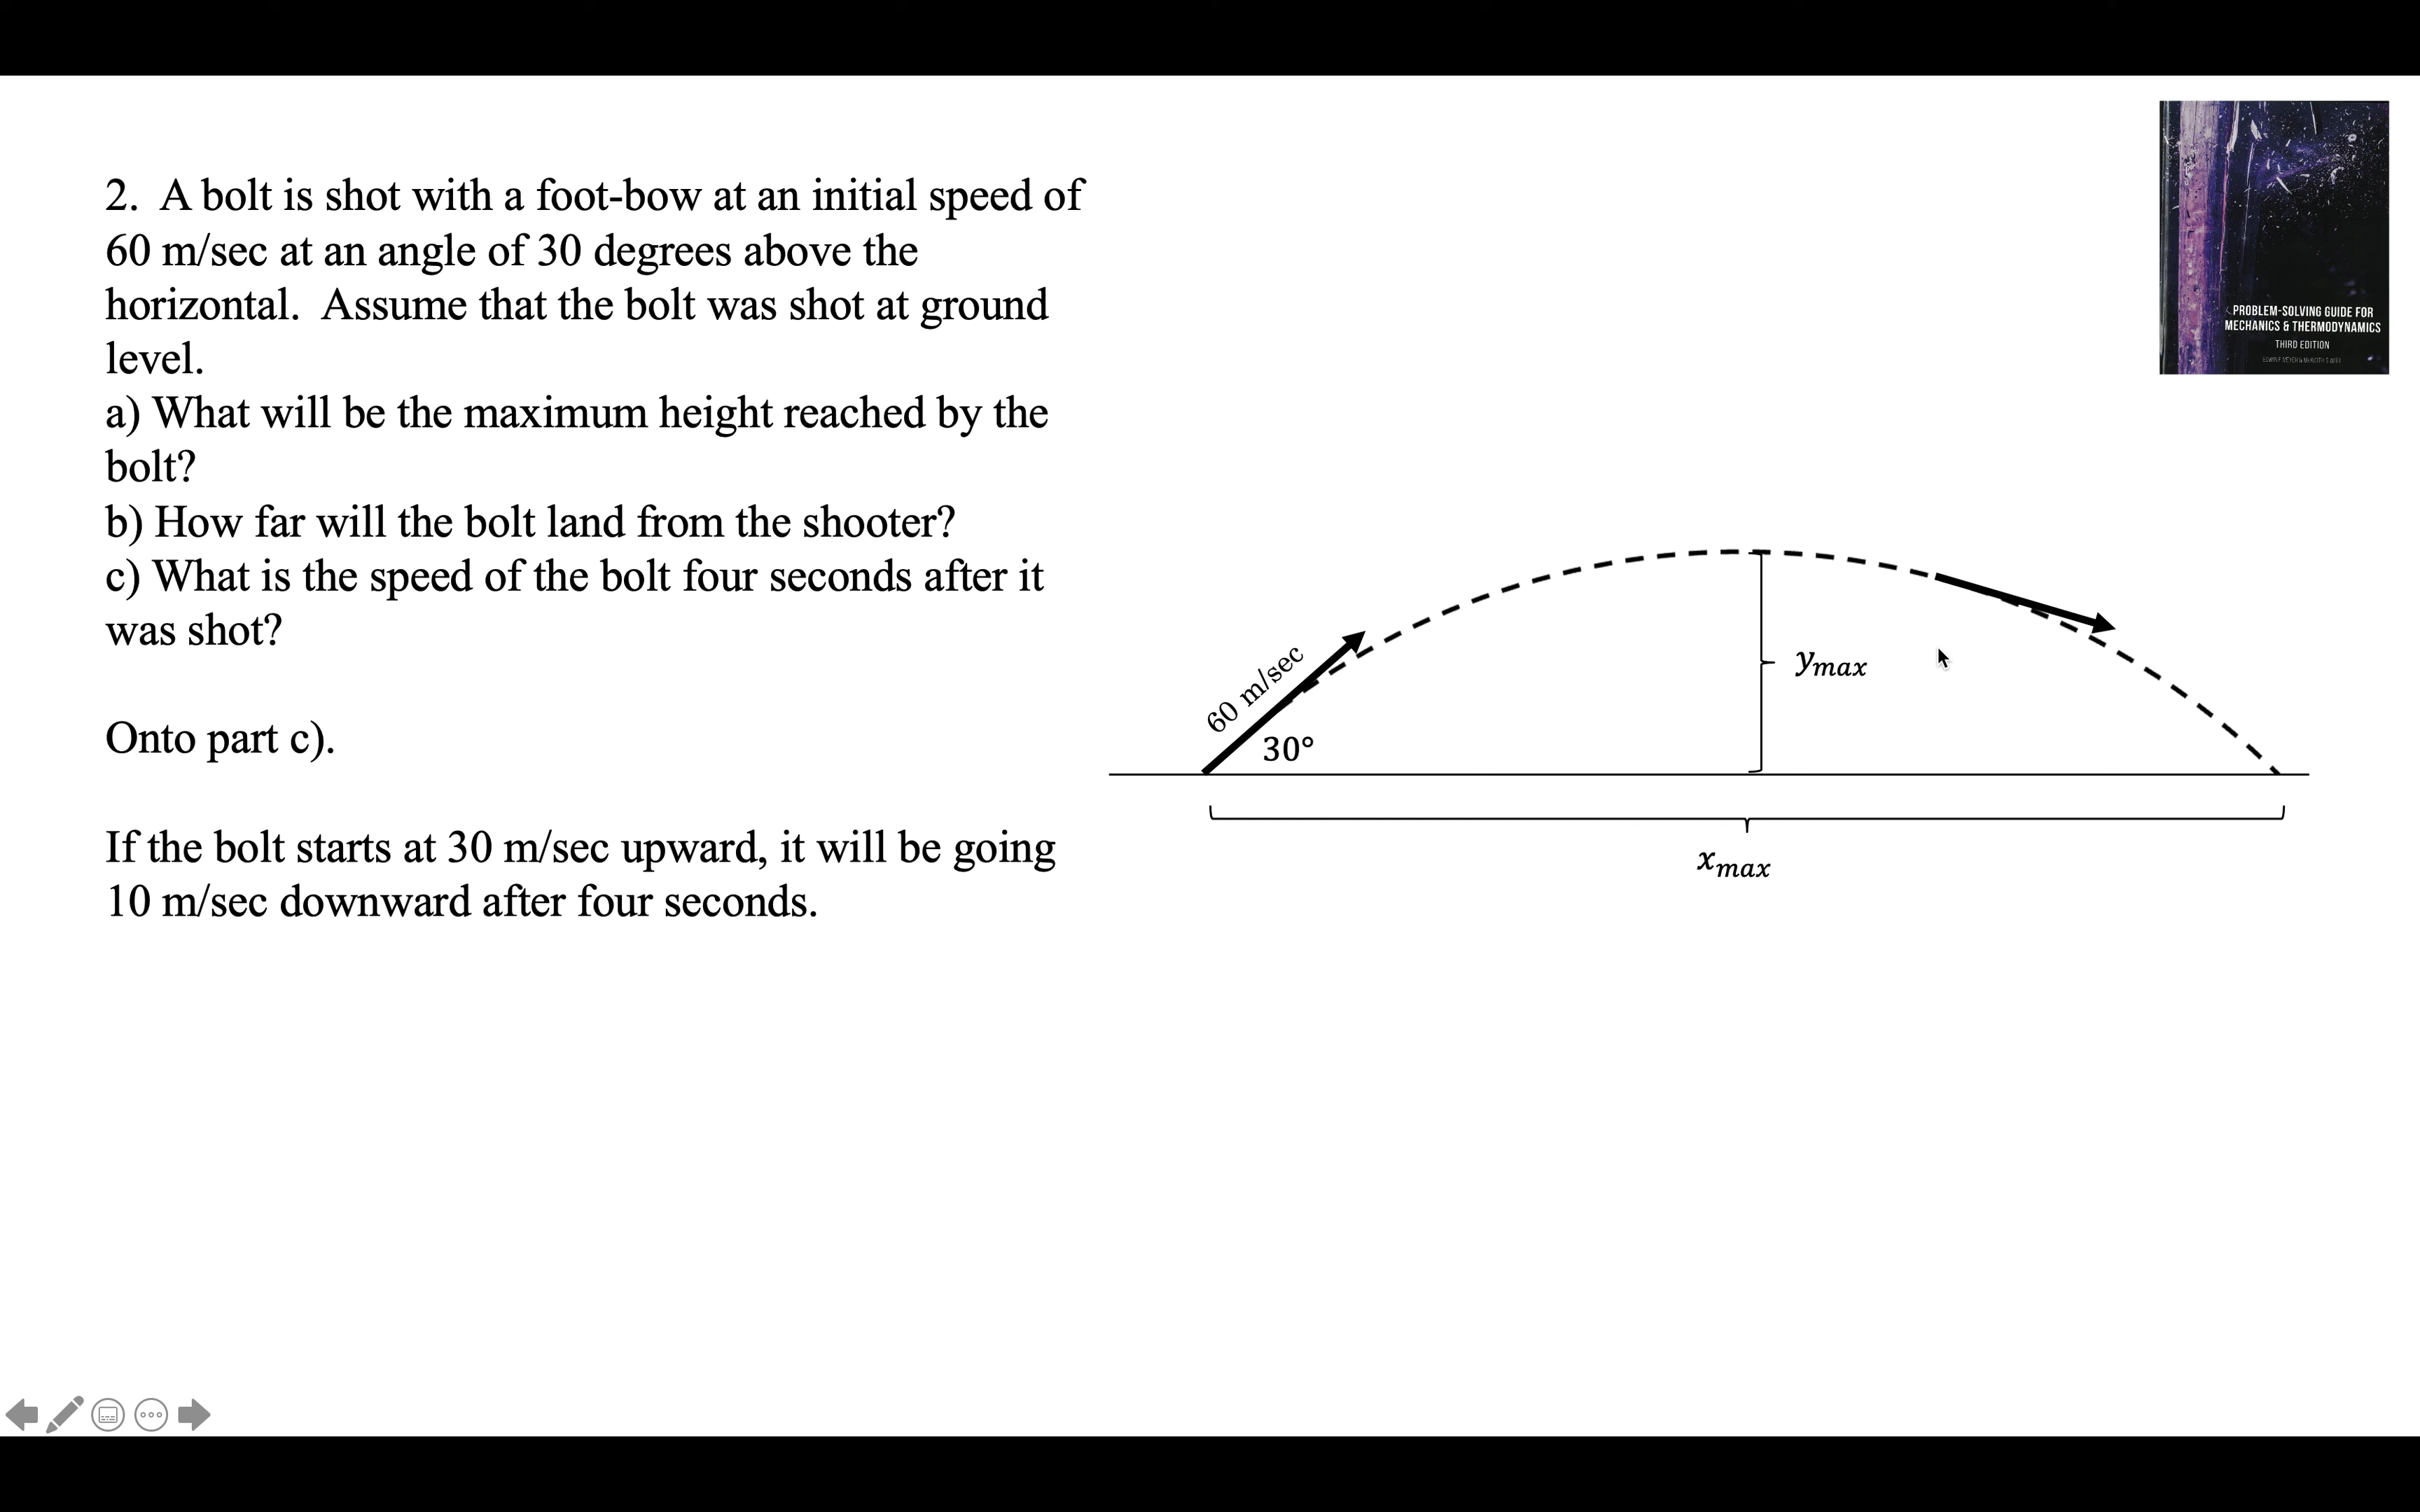 2.  A bolt is shot with a foot-bow at an initial speed of
60 m/sec at an angle of 30 degrees above the
horizontal.  Assume that the bolt was shot at ground
level.
a) What will be the maximum height reached by the
bolt?
b) How far will the bolt land from the shooter?
c) What is the speed of the bolt four seconds after it
was shot?
Onto part c).
If the bolt starts at 30 m/sec upward, it will be going
10 m/sec downward after four seconds.
PROBLEM-SOLVING GUIDE FOR
MECHANICS & THERMODYNAMICS
THIRD EDITION
60 m/sec
30°
ymax
xmax